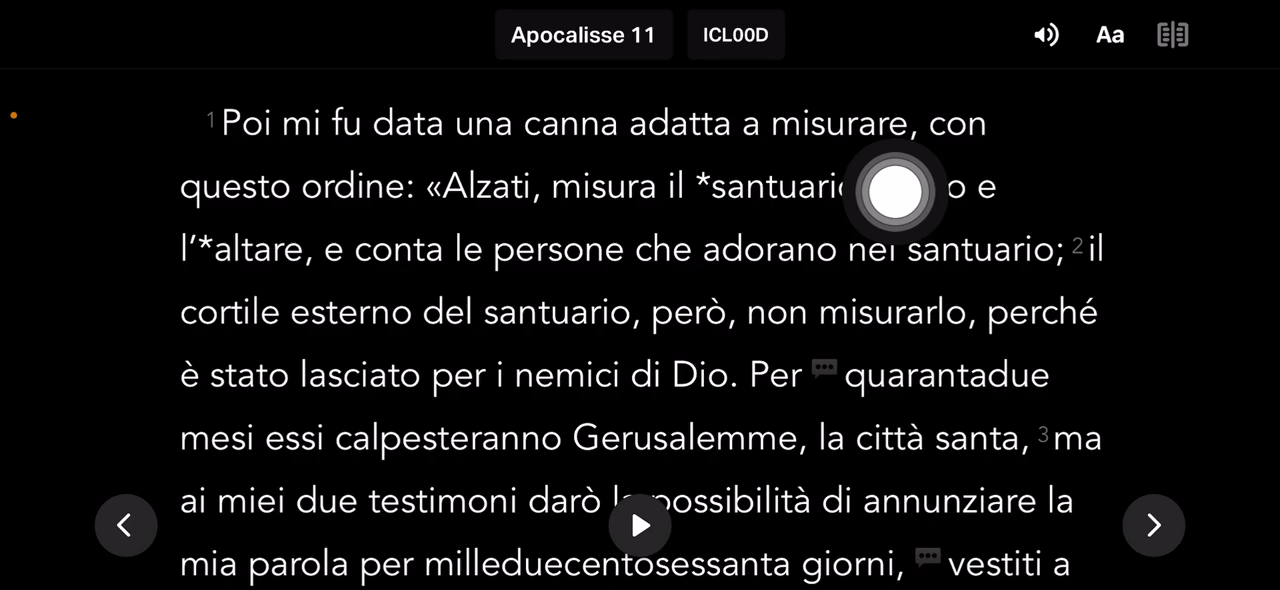 Apocalisse 11 ICL00D
Aa
1 Poi mi fu data una canna adatta a misurare, con
questo ordine: «Alzati, misura il *santuario e
l'*altare, e conta le persone che adorano nel santuario; 2 il
cortile esterno del santuario, però, non misurarlo, perché
è stato lasciato per i nemici di Dio. Per quarantadue
mesi essi calpesteranno Gerusalemme, la città santa, 3 ma
ai miei due testimoni darò la possibilità di annunziare la
mia parola per milleduecentosessanta giorni, vestiti a